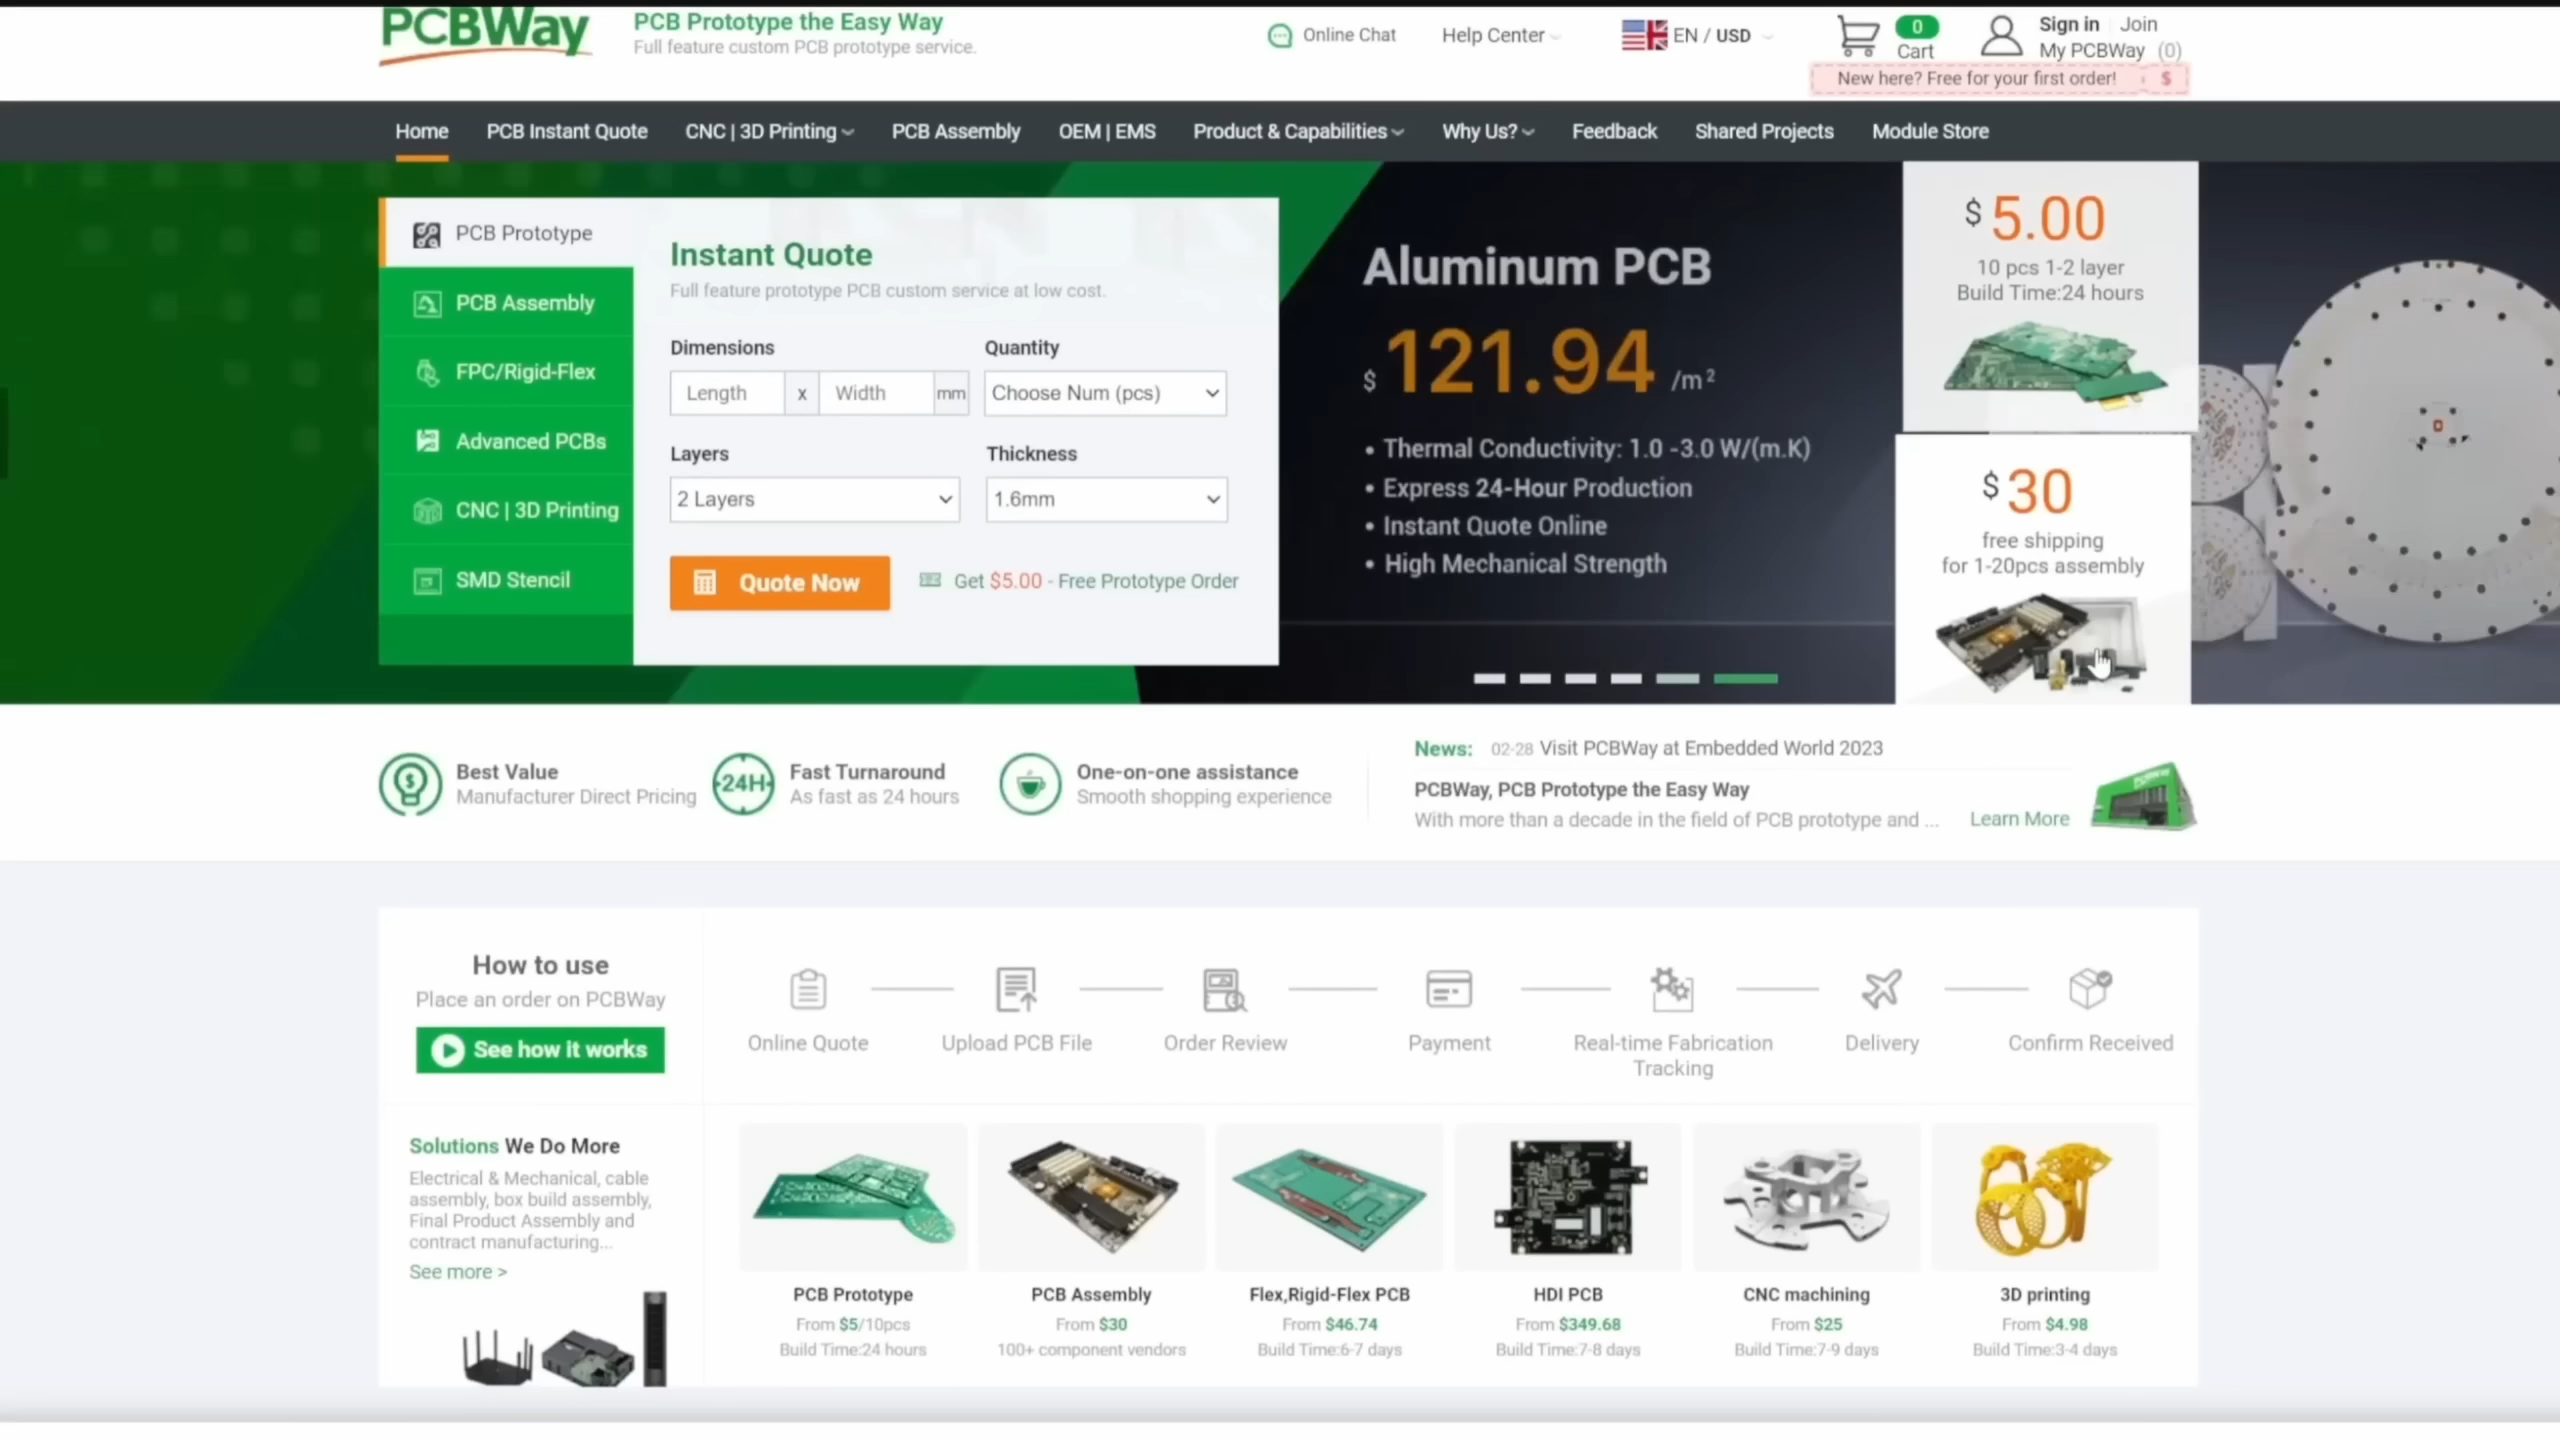 PCBWay
PCB Prototype the Easy Way
Full feature custom PCB prototype service.
Online Chat
Help Center
EN / USD
0
Cart
Sign in
Join
My PCBWay (0)
New here? Free for your first order!
$
Home
PCB Instant Quote
CNC | 3D Printing
PCB Assembly
OEM | EMS
Product & Capabilities
Why Us?
Feedback
Shared Projects
Module Store
PCB Prototype
PCB Assembly
FPC/Rigid-Flex
Advanced PCBs
CNC | 3D Printing
SMD Stencil
Instant Quote
Full feature prototype PCB custom service at low cost.
Dimensions
Quantity
Length
x
Width
mm
Choose Num (pcs)
Layers
Thickness
2 Layers
1.6mm
Quote Now
Get $5.00 - Free Prototype Order
Aluminum PCB
$ 121.94 /m²
• Thermal Conductivity: 1.0 -3.0 W/(m.K)
• Express 24-Hour Production
• Instant Quote Online
• High Mechanical Strength
$ 5.00
10 pcs 1-2 layer
Build Time:24 hours
$ 30
free shipping
for 1-20pcs assembly
Best Value
Manufacturer Direct Pricing
24H
Fast Turnaround
As fast as 24 hours
One-on-one assistance
Smooth shopping experience
News: 02-28 Visit PCBWay at Embedded World 2023
PCBWay, PCB Prototype the Easy Way
With more than a decade in the field of PCB prototype and ...
Learn More
How to use
Place an order on PCBWay
See how it works
Online Quote
Upload PCB File
Order Review
Payment
Real-time Fabrication
Tracking
Delivery
Confirm Received
Solutions We Do More
Electrical & Mechanical, cable
assembly, box build assembly,
Final Product Assembly and
contract manufacturing...
See more >
PCB Prototype
From $5/10pcs
Build Time:24 hours
PCB Assembly
From $30
100+ component vendors
Flex,Rigid-Flex PCB
From $46.74
Build Time:6-7 days
HDI PCB
From $349.68
Build Time:7-8 days
CNC machining
From $25
Build Time:7-9 days
3D printing
From $4.98
Build Time:3-4 days